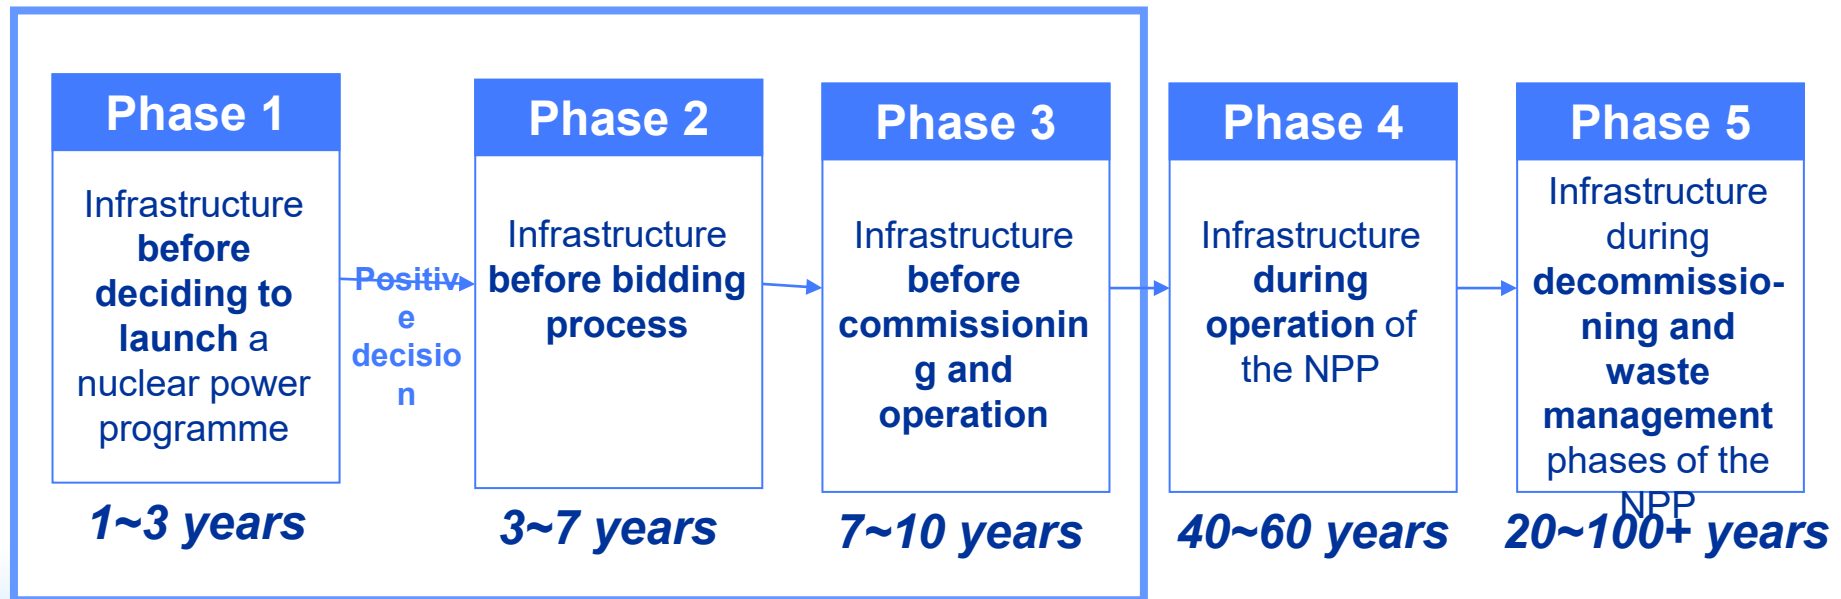 Phase 1
Infrastructure
before
deciding to
launch a
nuclear power
programme
1~3 years
Positiv
e
decisio
n
Phase 2
Infrastructure
before bidding
process
3~7 years
Phase 3
Infrastructure
before
commissionin
g and
operation
7~10 years
Phase 4
Infrastructure
during
operation of
the NPP
40~60 years
Phase 5
Infrastructure
during
decommissio-
ning and
waste
management
phases of the
NPP
20~100+ years